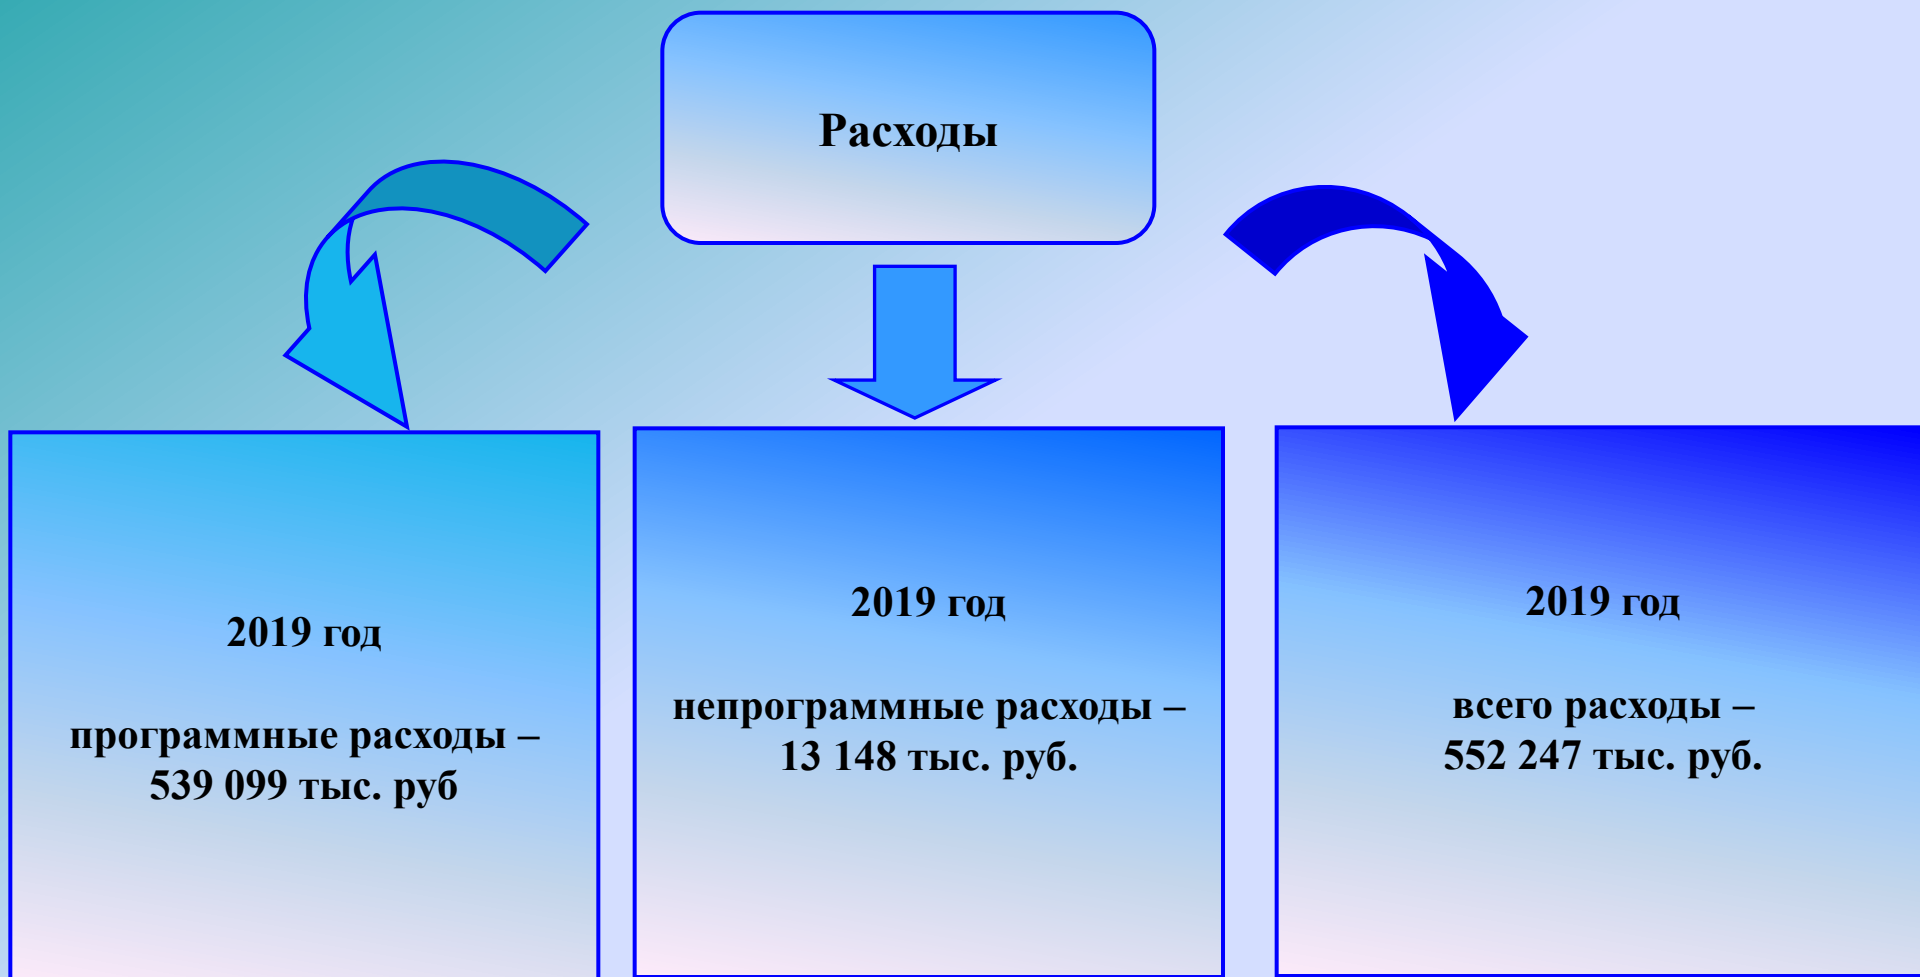 Расходы
2019 год
программные расходы –
539 099 тыс. руб
2019 год
непрограммные расходы –
13 148 тыс. руб.
2019 год
всего расходы –
552 247 тыс. руб.